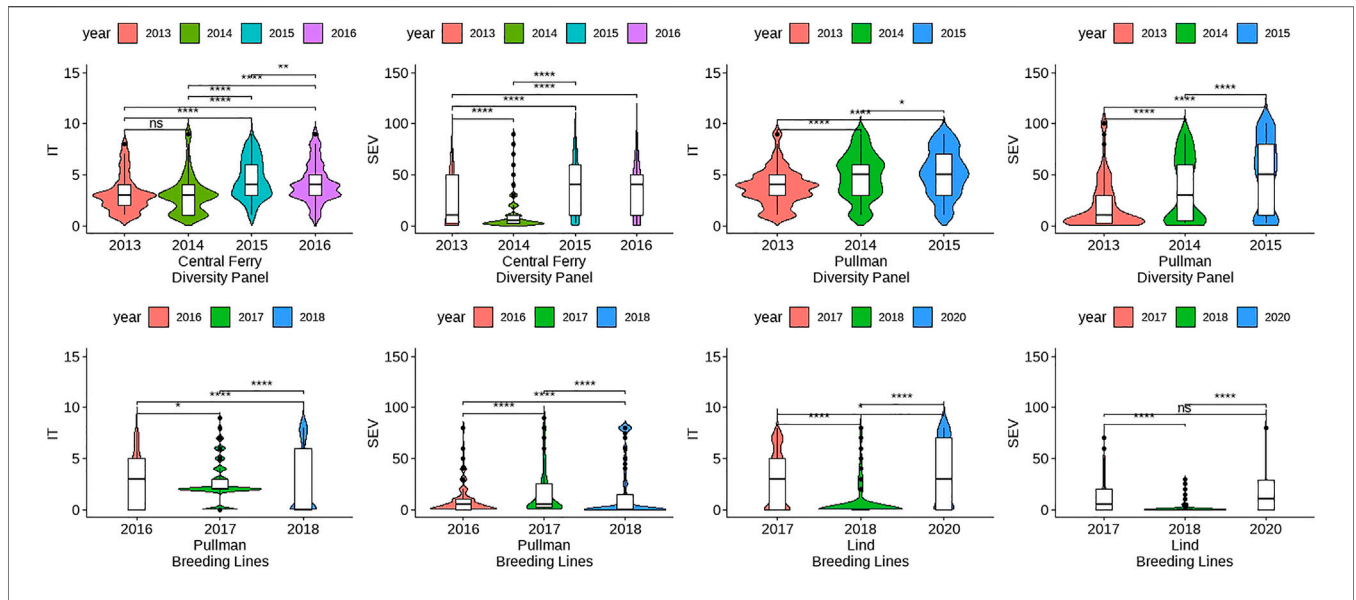 year 2013 2014 2015 2016
15
10
5
0
IT
**
****
****
****
****
ns
2013 2014 2015 2016
Central Ferry
Diversity Panel
year 2013 2014 2015 2016
150
100
50
0
SEV
****
****
****
****
2013 2014 2015 2016
Central Ferry
Diversity Panel
year 2013 2014 2015
15
10
5
0
IT
*
****
****
2013 2014 2015
Pullman
Diversity Panel
year 2013 2014 2015
150
100
50
0
SEV
****
****
****
2013 2014 2015
Pullman
Diversity Panel
year 2016 2017 2018
15
10
5
0
IT
****
****
*
2016 2017 2018
Pullman
Breeding Lines
year 2016 2017 2018
150
100
50
0
SEV
****
****
****
2016 2017 2018
Pullman
Breeding Lines
year 2017 2018 2020
15
10
5
0
IT
****
*
****
2017 2018 2020
Lind
Breeding Lines
year 2017 2018 2020
150
100
50
0
SEV
****
ns
****
2017 2018 2020
Lind
Breeding Lines